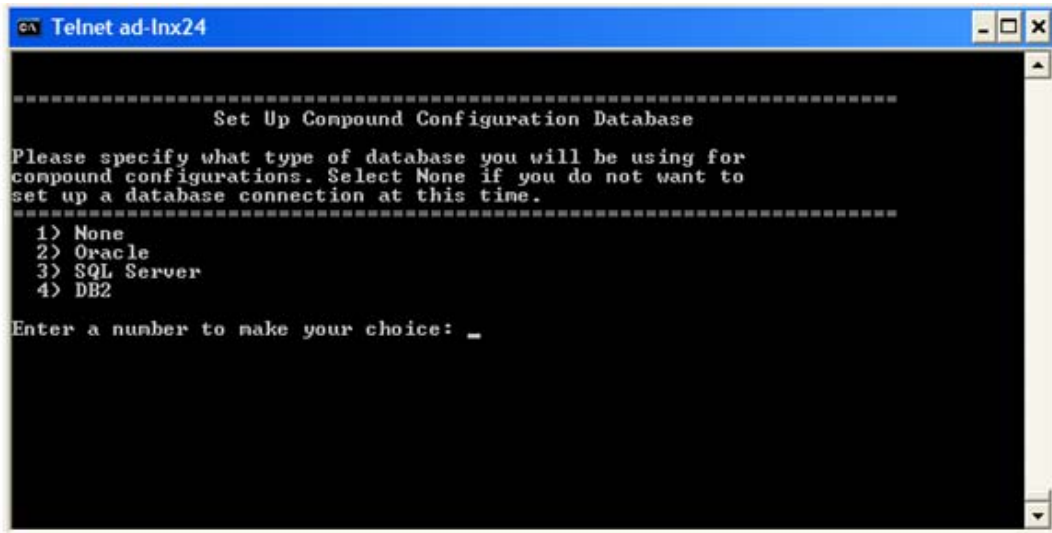 Telnet ad-lnx24
================================================================
Set Up Compound Configuration Database
Please specify what type of database you will be using for
compound configurations. Select None if you do not want to
set up a database connection at this time.
================================================================
1) None
2) Oracle
3) SQL Server
4) DB2
Enter a number to make your choice: _